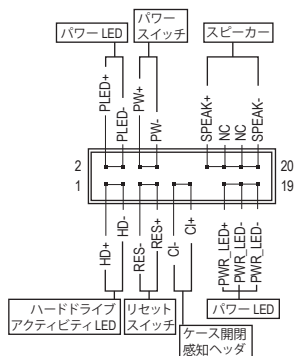 パワー LED
パワー
スイッチ
スピーカー
PLED+
PLED-
PW+
PW-
SPEAK+
NC
NC
SPEAK-
2
20
1
19
HD+
HD-
RES-
RES+
CI-
CI+
PWR_LED+
PWR_LED-
PWR_LED-
ハードドライブ
アクティビティ LED
リセット
スイッチ
パワー LED
ケース開閉
感知ヘッダ